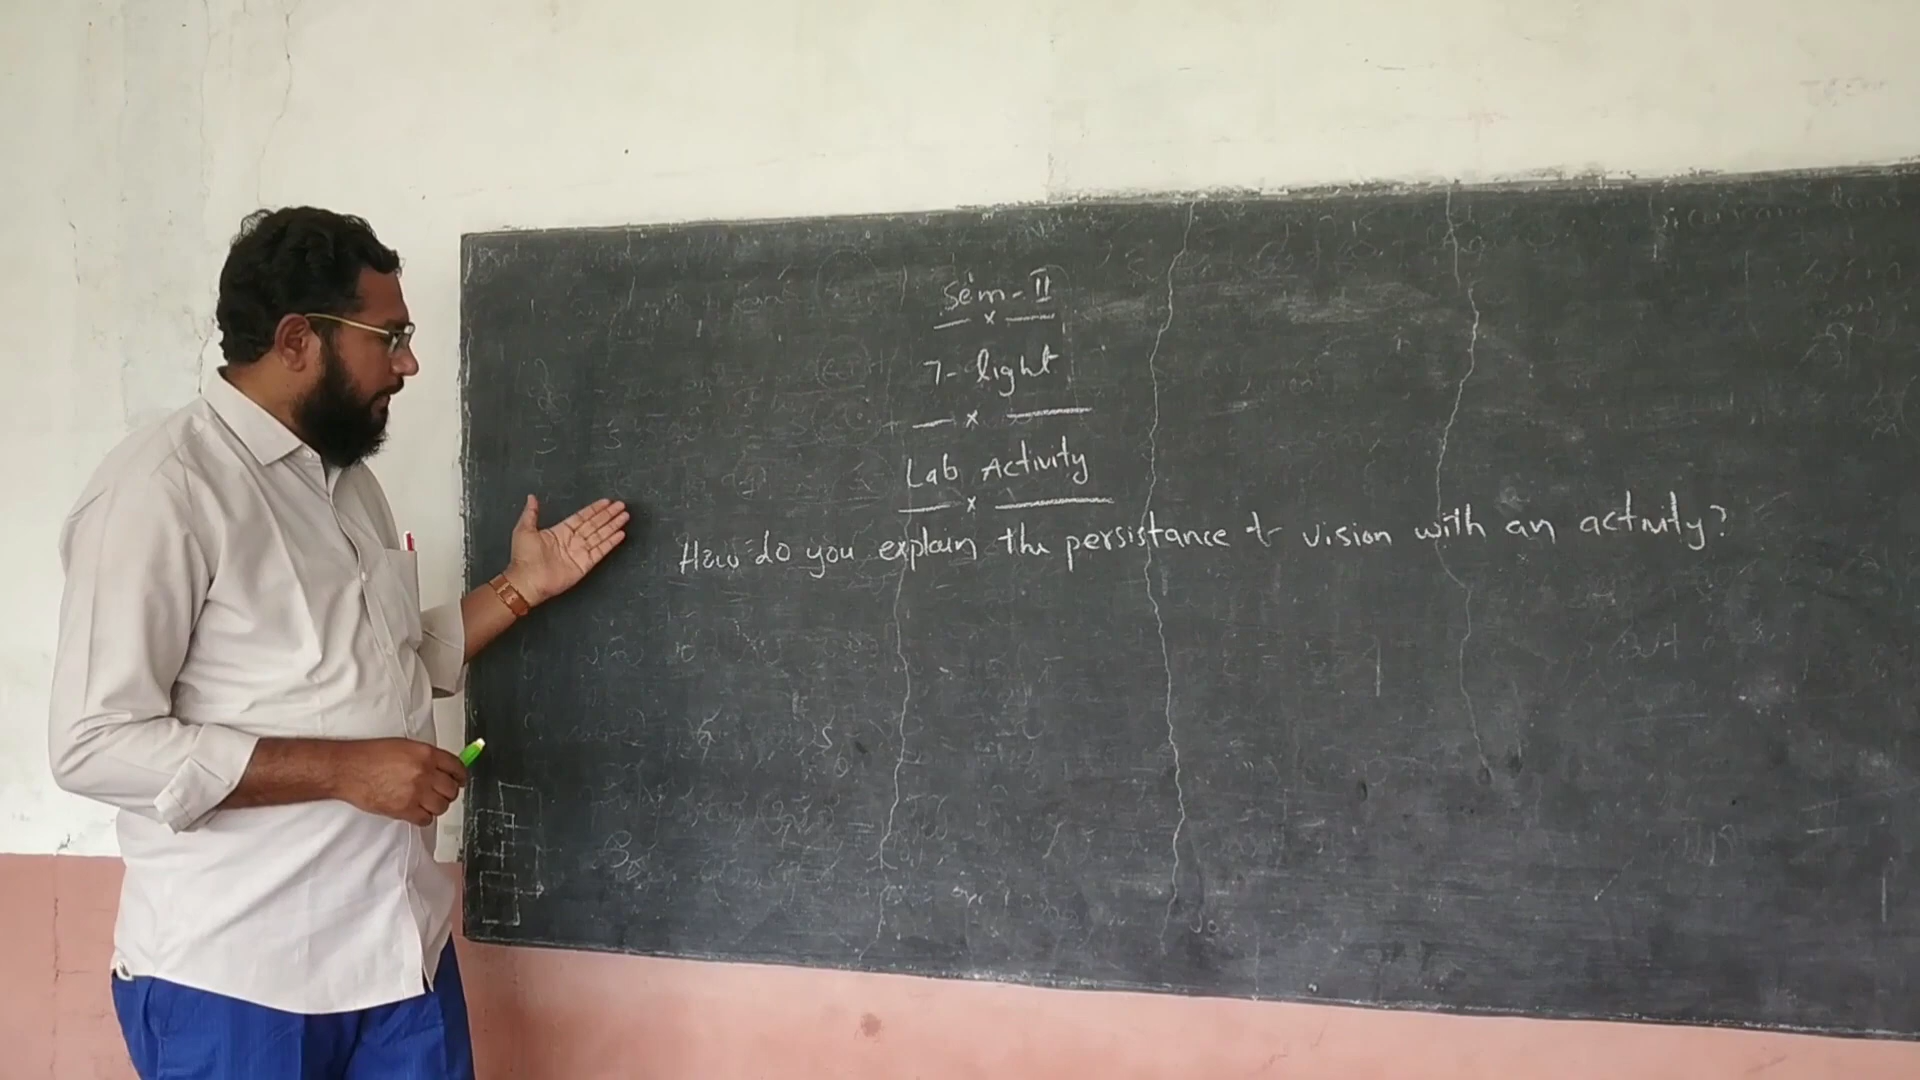 Sem-II
7- light
Lab Activity
How do you explain the persistance of vision with an activity?